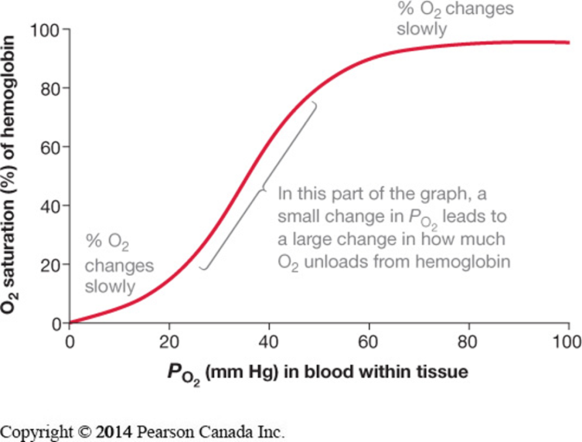 % O2 changes
slowly
O2 saturation (%) of hemoglobin
100
80
60
40
20
0
% O2
changes
slowly
In this part of the graph, a
small change in PO2 leads to
a large change in how much
O2 unloads from hemoglobin
0 20 40 60 80 100
PO2 (mm Hg) in blood within tissue
Copyright © 2014 Pearson Canada Inc.